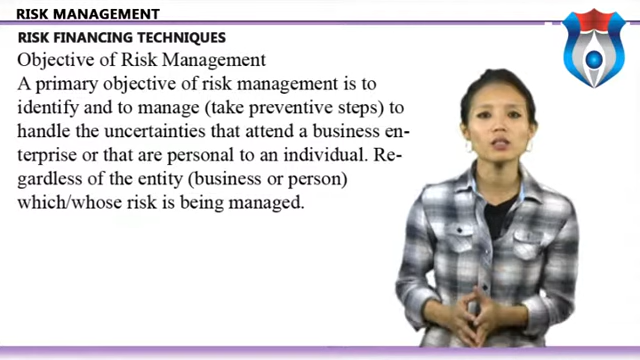 RISK MANAGEMENT
RISK FINANCING TECHNIQUES
Objective of Risk Management
A primary objective of risk management is to
identify and to manage (take preventive steps) to
handle the uncertainties that attend a business en-
terprise or that are personal to an individual. Re-
gardless of the entity (business or person)
which/whose risk is being managed.